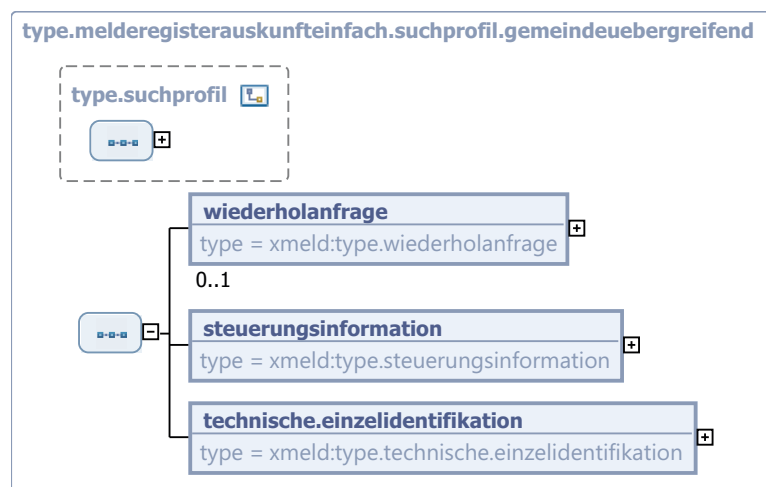 type.melderegisterauskunfteinfach.suchprofil.gemeindeuebergreifend
type.suchprofil
wiederholanfrage
type = xmeld:type.wiederholanfrage
0..1
steuerungsinformation
type = xmeld:type.steuerungsinformation
technische.einzelidentifikation
type = xmeld:type.technische.einzelidentifikation